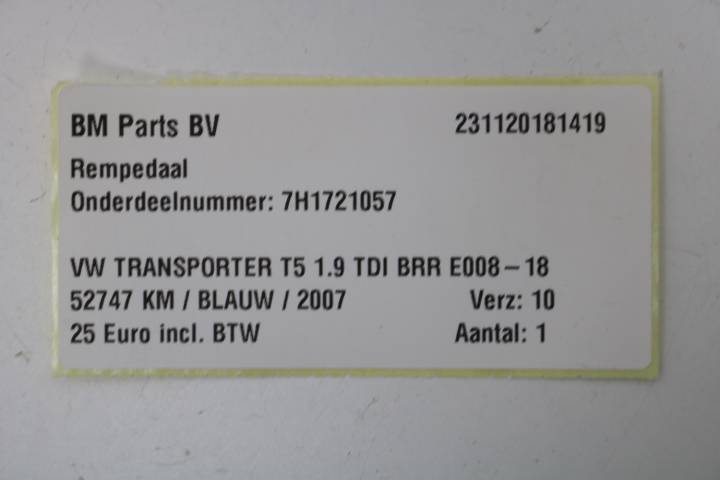 BM Parts BV 231120181419
Rempedaal
Onderdeelnummer: 7H1721057
VW TRANSPORTER T5 1.9 TDI BRR E008-18
52747 KM / BLAUW / 2007 Verz: 10
25 Euro incl. BTW Aantal: 1